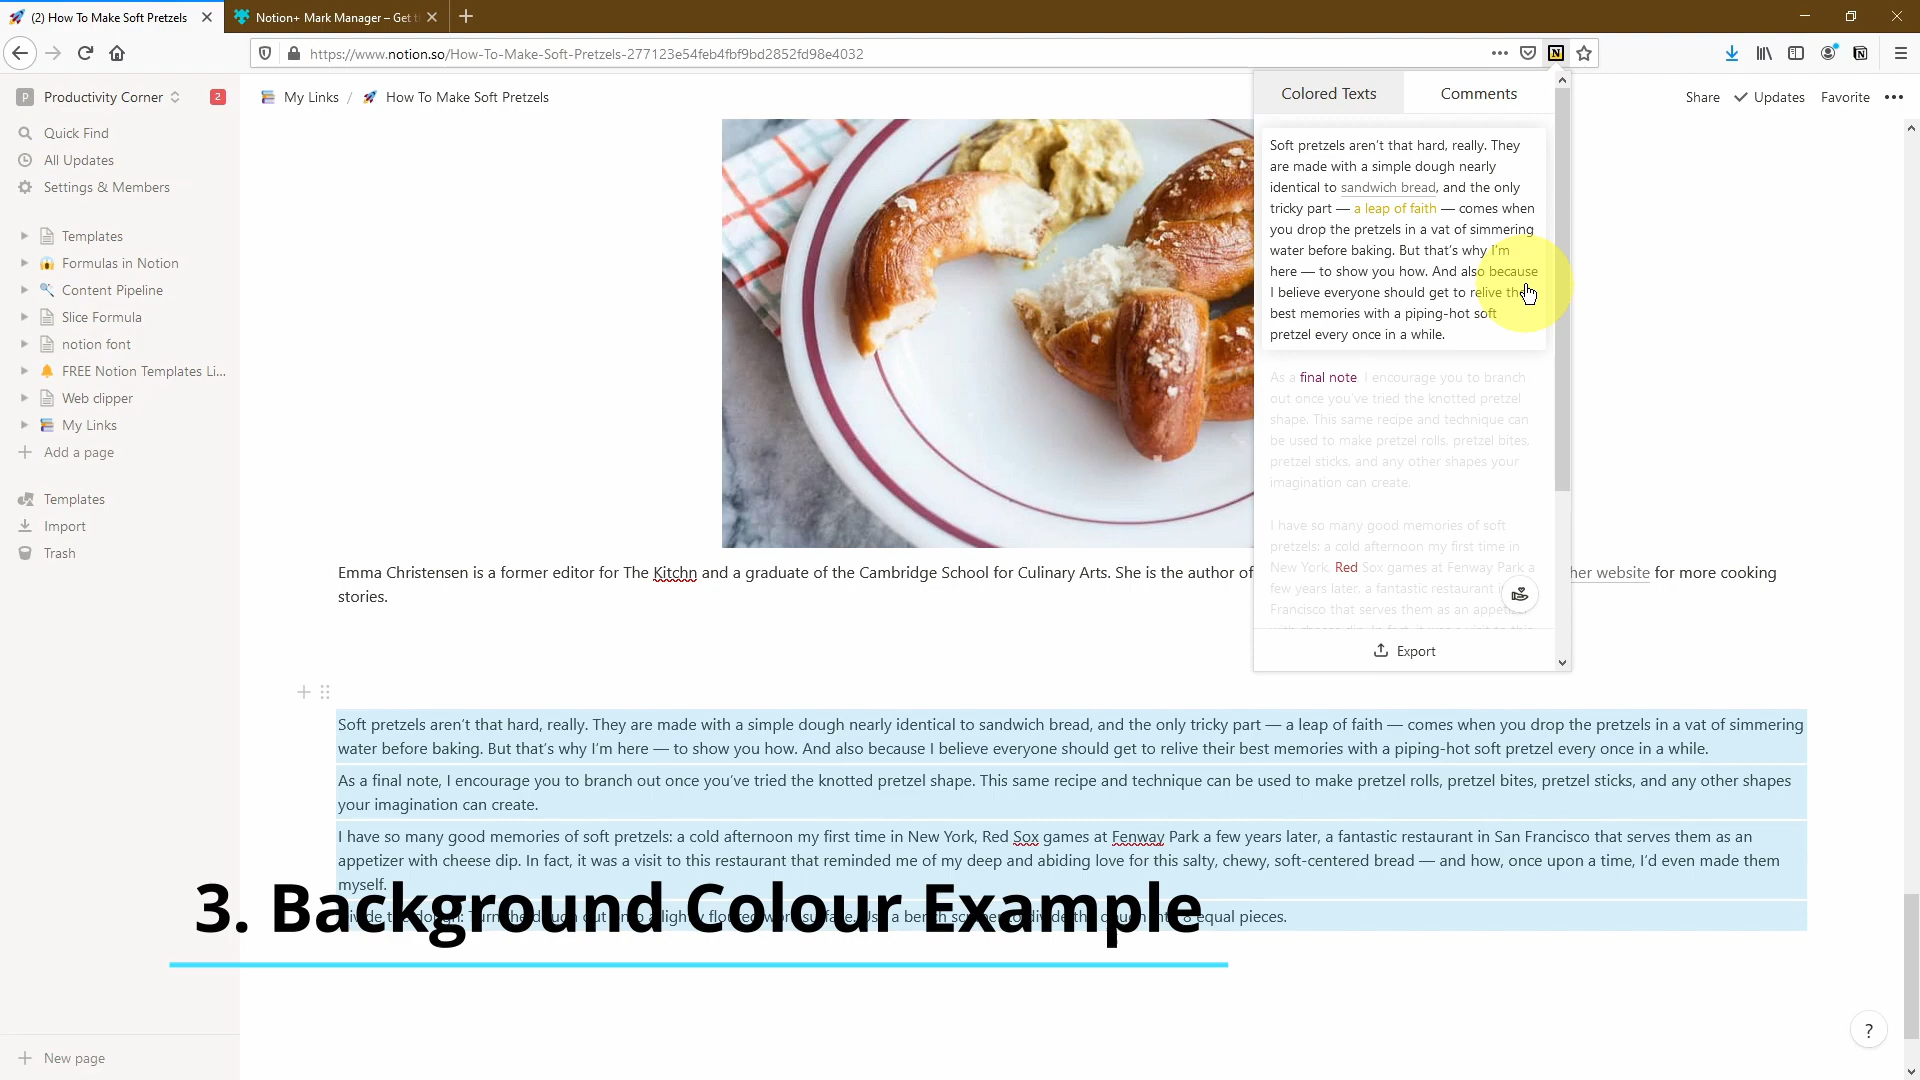 (2) How To Make Soft Pretzels
Notion+ Mark Manager – Get t
https://www.notion.so/How-To-Make-Soft-Pretzels-277123e54feb4fbf9bd2852fd98e4032
P Productivity Corner 2
My Links / How To Make Soft Pretzels
Share Updates Favorite
Quick Find
All Updates
Settings & Members
Templates
Formulas in Notion
Content Pipeline
Slice Formula
notion font
FREE Notion Templates Li...
Web clipper
My Links
Add a page
Templates
Import
Trash
New page
Colored Texts Comments
Soft pretzels aren’t that hard, really. They
are made with a simple dough nearly
identical to sandwich bread, and the only
tricky part — a leap of faith — comes when
you drop the pretzels in a vat of simmering
water before baking. But that’s why I’m
here — to show you how. And also because
I believe everyone should get to relive
best memories with a piping-hot soft
pretzel every once in a while.
As a final note, I encourage you to branch
out once you’ve tried the knotted pretzel
shape. This same recipe and technique can
be used to make pretzel rolls, pretzel bites,
pretzel sticks, and any other shapes your
imagination can create.
I have so many good memories of soft
pretzels: a cold afternoon my first time in
New York, Red Sox games at Fenway Park a
few years later, a fantastic restaurant
Francisco that serves them as an
Export
Emma Christensen is a former editor for The Kitchn and a graduate of the Cambridge School for Culinary Arts. She is the author of her website for more cooking
stories.
Soft pretzels aren’t that hard, really. They are made with a simple dough nearly identical to sandwich bread, and the only tricky part — a leap of faith — comes when you drop the pretzels in a vat of simmering
water before baking. But that’s why I’m here — to show you how. And also because I believe everyone should get to relive their best memories with a piping-hot soft pretzel every once in a while.
As a final note, I encourage you to branch out once you’ve tried the knotted pretzel shape. This same recipe and technique can be used to make pretzel rolls, pretzel bites, pretzel sticks, and any other shapes
your imagination can create.
I have so many good memories of soft pretzels: a cold afternoon my first time in New York, Red Sox games at Fenway Park a few years later, a fantastic restaurant in San Francisco that serves them as an
appetizer with cheese dip. In fact, it was a visit to this restaurant that reminded me of my deep and abiding love for this salty, chewy, soft-centered bread — and how, once upon a time, I’d even made them
myself.
equal pieces.
3. Background Colour Example
?